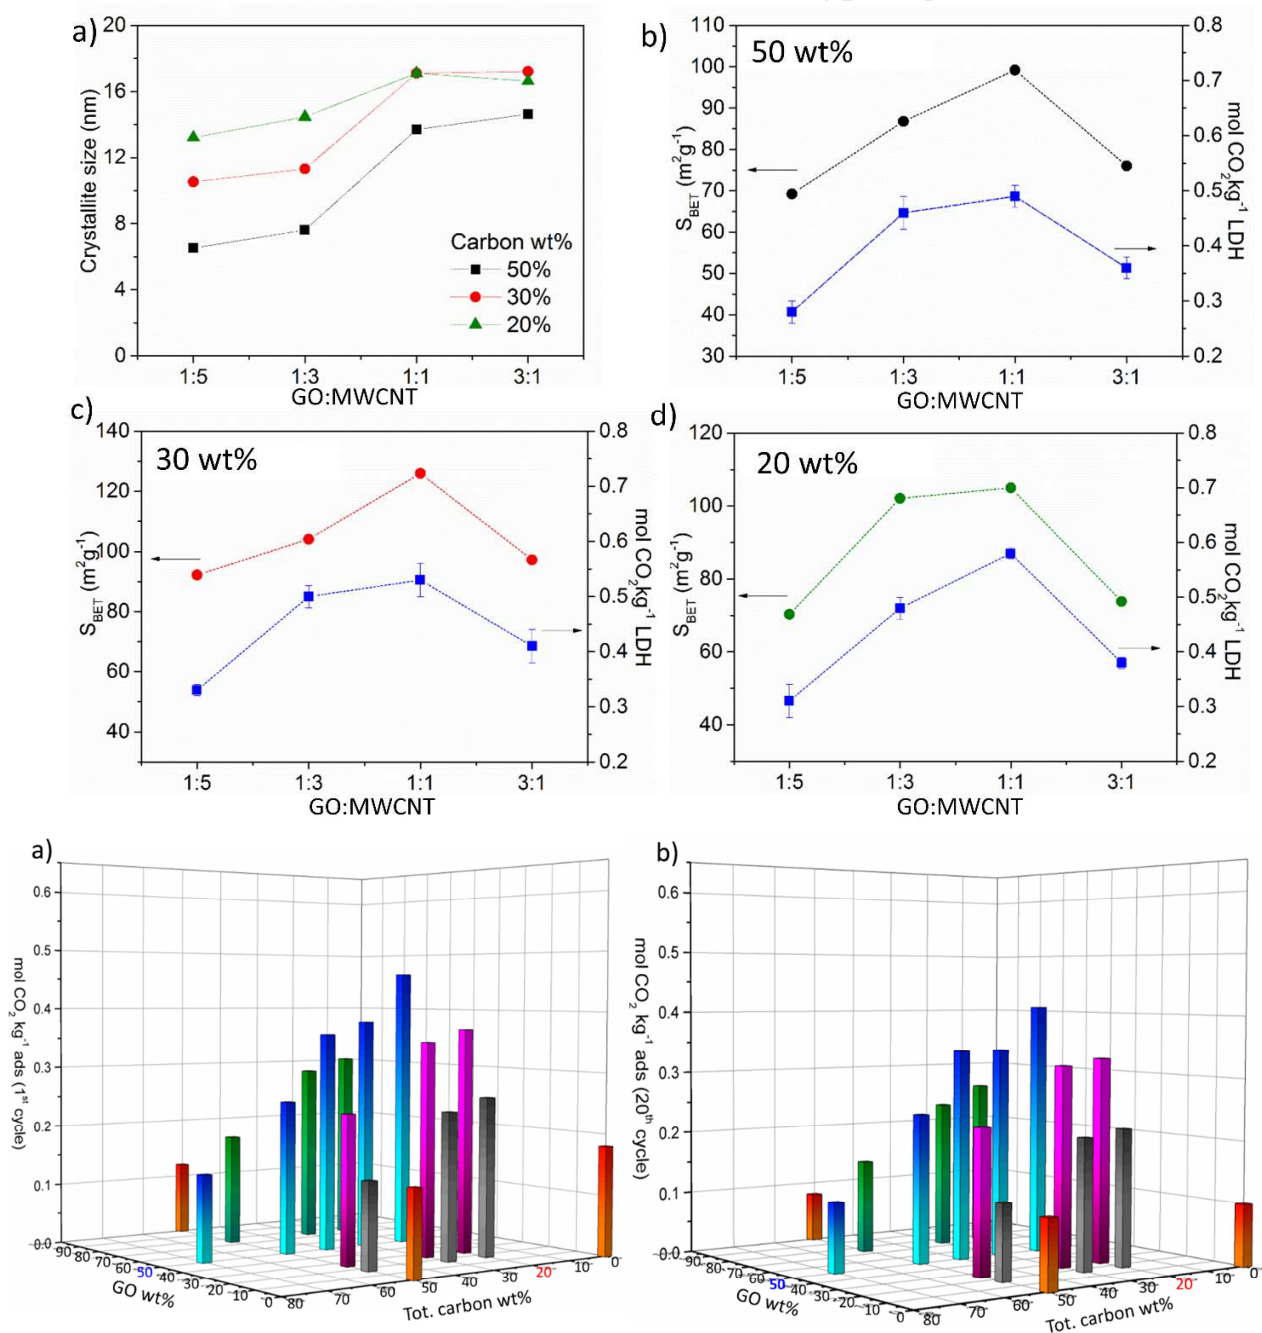 a)
20
16
12
8
4
0
Crystallite size (nm)
Carbon wt%
50%
30%
20%
1:5 1:3 1:1 3:1
GO:MWCNT
b)
50 wt%
110
100
90
80
70
60
50
40
30
S_BET (m²g⁻¹)
0.8
0.7
0.6
0.5
0.4
0.3
0.2
mol CO₂kg⁻¹ LDH
1:5 1:3 1:1 3:1
GO:MWCNT
c)
30 wt%
140
120
100
80
60
40
S_BET (m²g⁻¹)
0.8
0.7
0.6
0.5
0.4
0.3
0.2
mol CO₂kg⁻¹ LDH
1:5 1:3 1:1 3:1
GO:MWCNT
d)
20 wt%
120
100
80
60
40
S_BET (m²g⁻¹)
0.8
0.7
0.6
0.5
0.4
0.3
0.2
mol CO₂kg⁻¹ LDH
1:5 1:3 1:1 3:1
GO:MWCNT
a)
0.6
0.5
0.4
0.3
0.2
0.1
0.0
mol CO₂ kg⁻¹ ads (1ˢᵗ cycle)
90 80 70 60 50 40 30 20 10 0
GO wt%
80 70 60 50 40 30 20 10 0
Tot. carbon wt%
b)
0.6
0.5
0.4
0.3
0.2
0.1
0.0
mol CO₂ kg⁻¹ ads (20ᵗʰ cycle)
90 80 70 60 50 40 30 20 10 0
GO wt%
80 70 60 50 40 30 20 10 0
Tot. carbon wt%